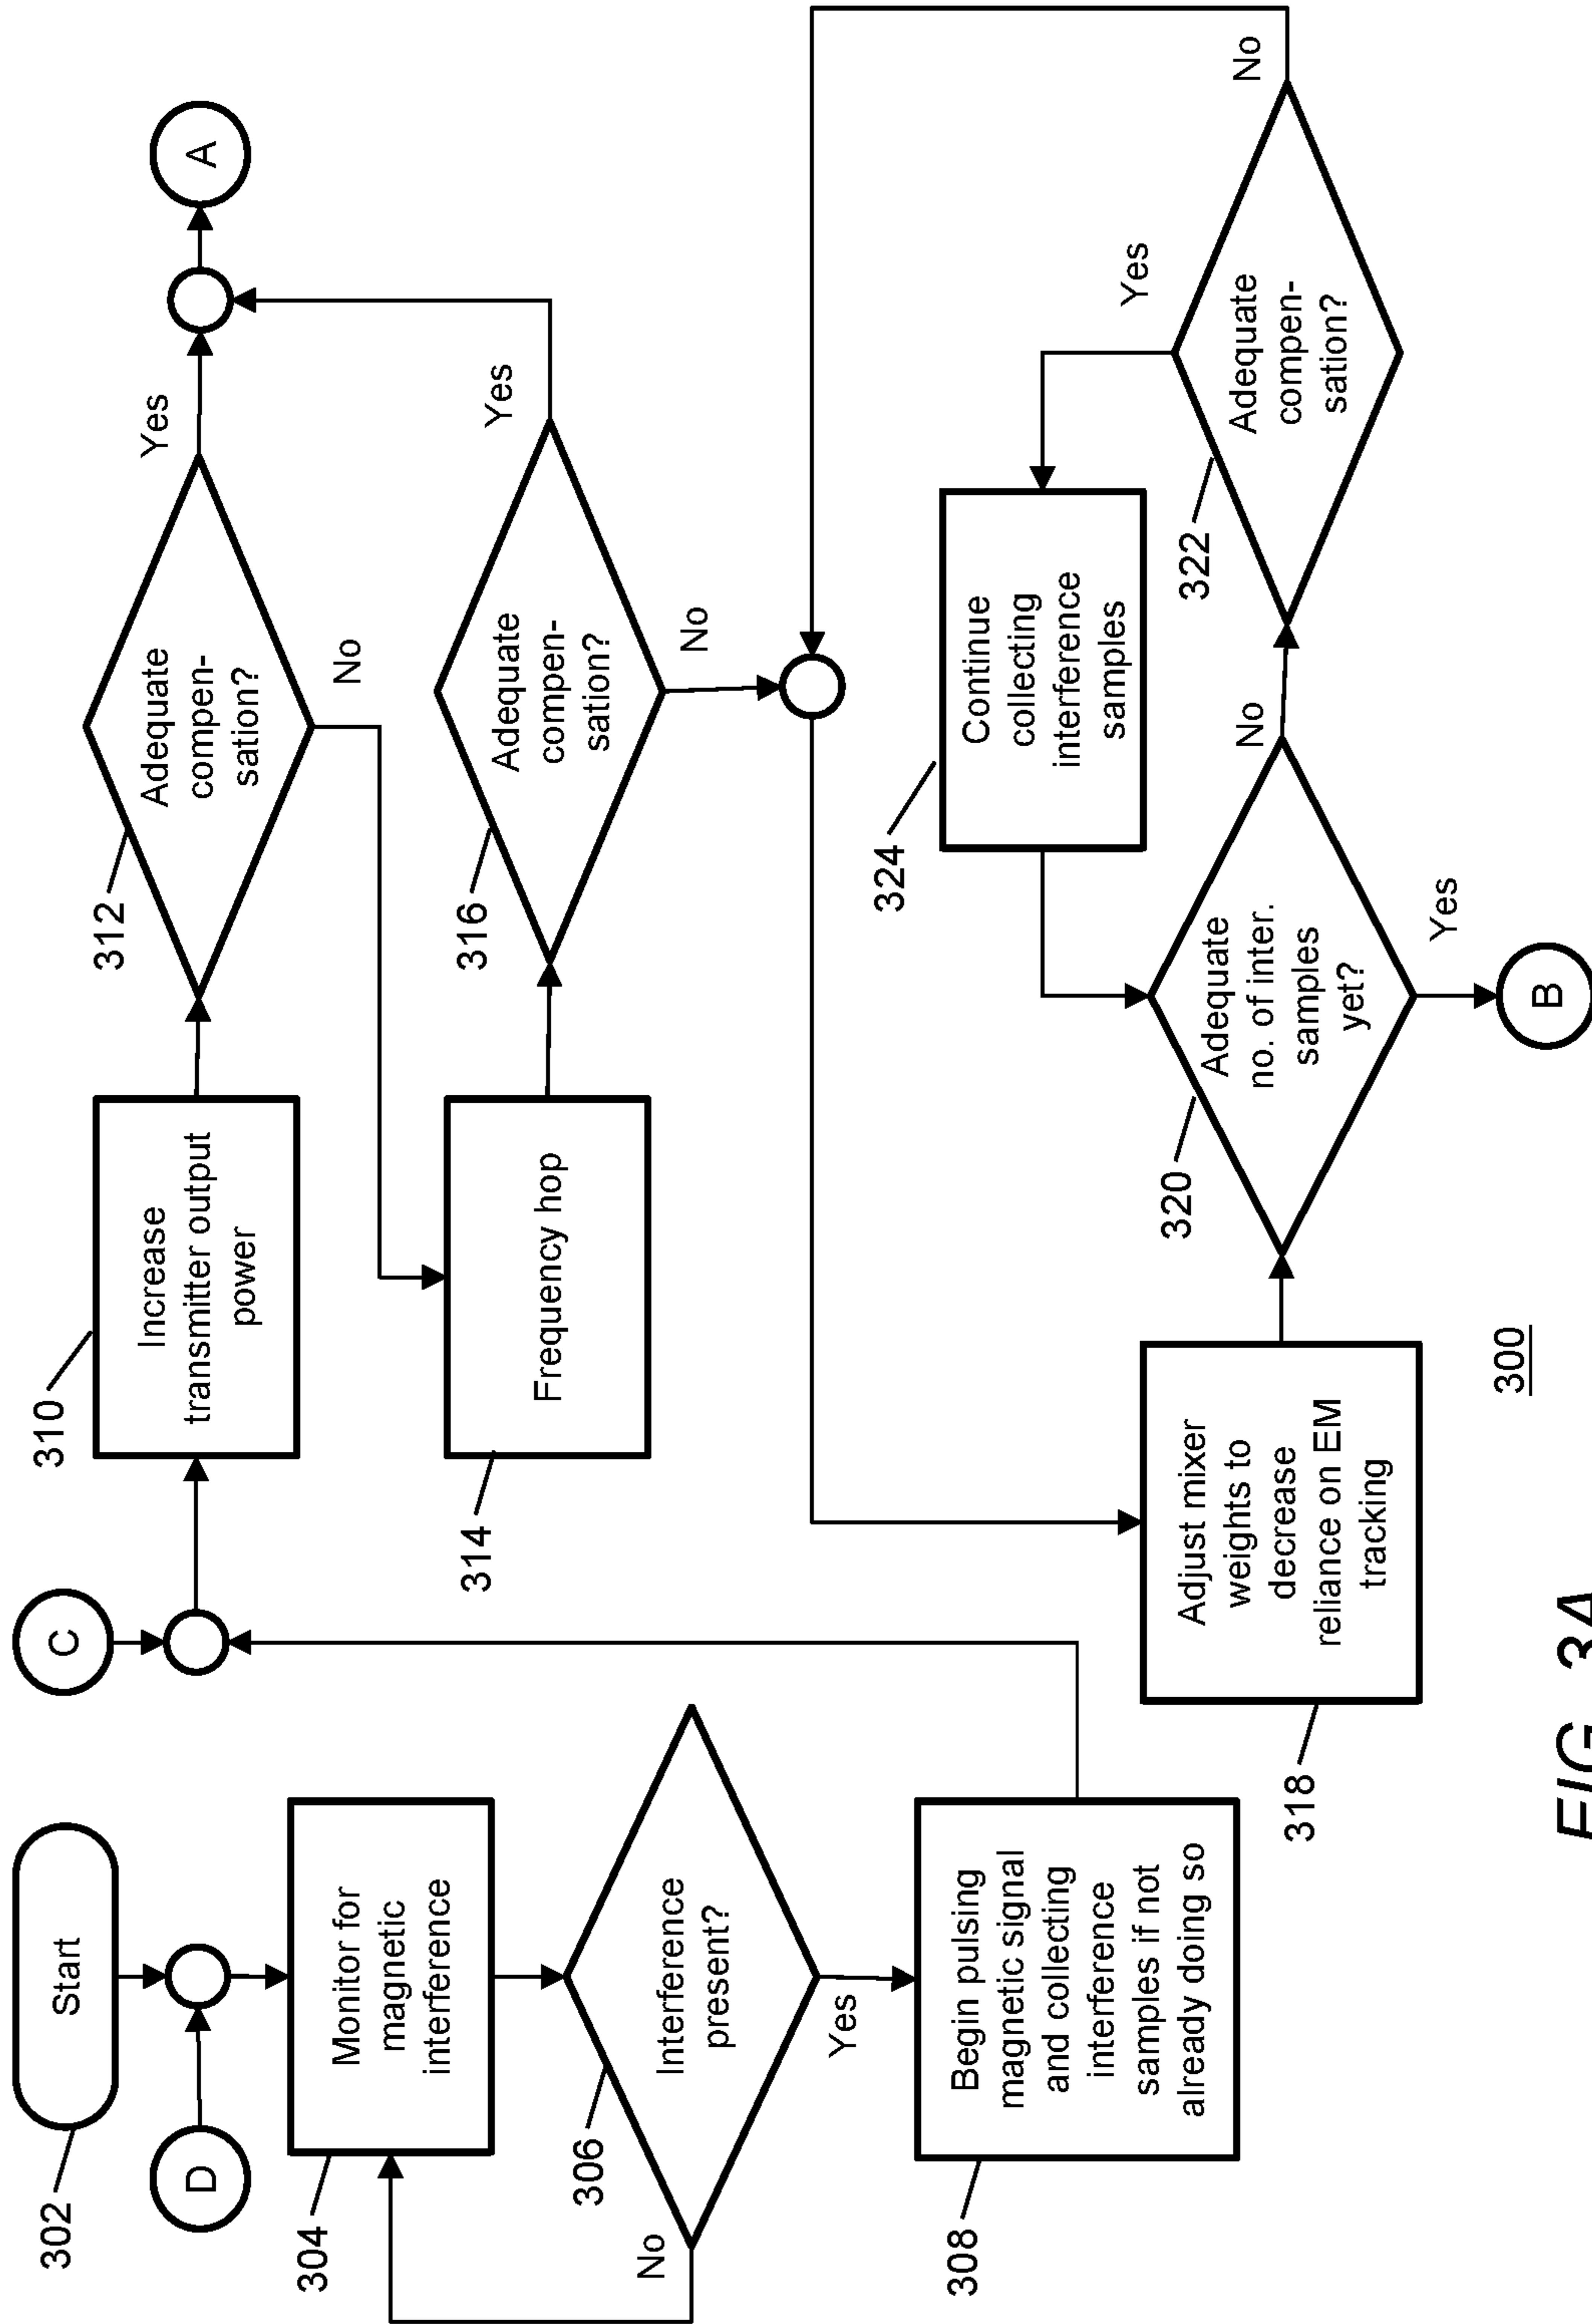 302
Start
D
304
Monitor for
magnetic
interference
306
Interference
present?
No
Yes
308
Begin pulsing
magnetic signal
and collecting
interference
samples if not
already doing so
C
310
Increase
transmitter output
power
312
Adequate
compen-
sation?
Yes
No
A
314
Frequency hop
316
Adequate
compen-
sation?
Yes
No
318
Adjust mixer
weights to
decrease
reliance on EM
tracking
320
Adequate
no. of inter.
samples
yet?
No
Yes
B
322
Adequate
compen-
sation?
Yes
No
324
Continue
collecting
interference
samples
300
FIG. 3A